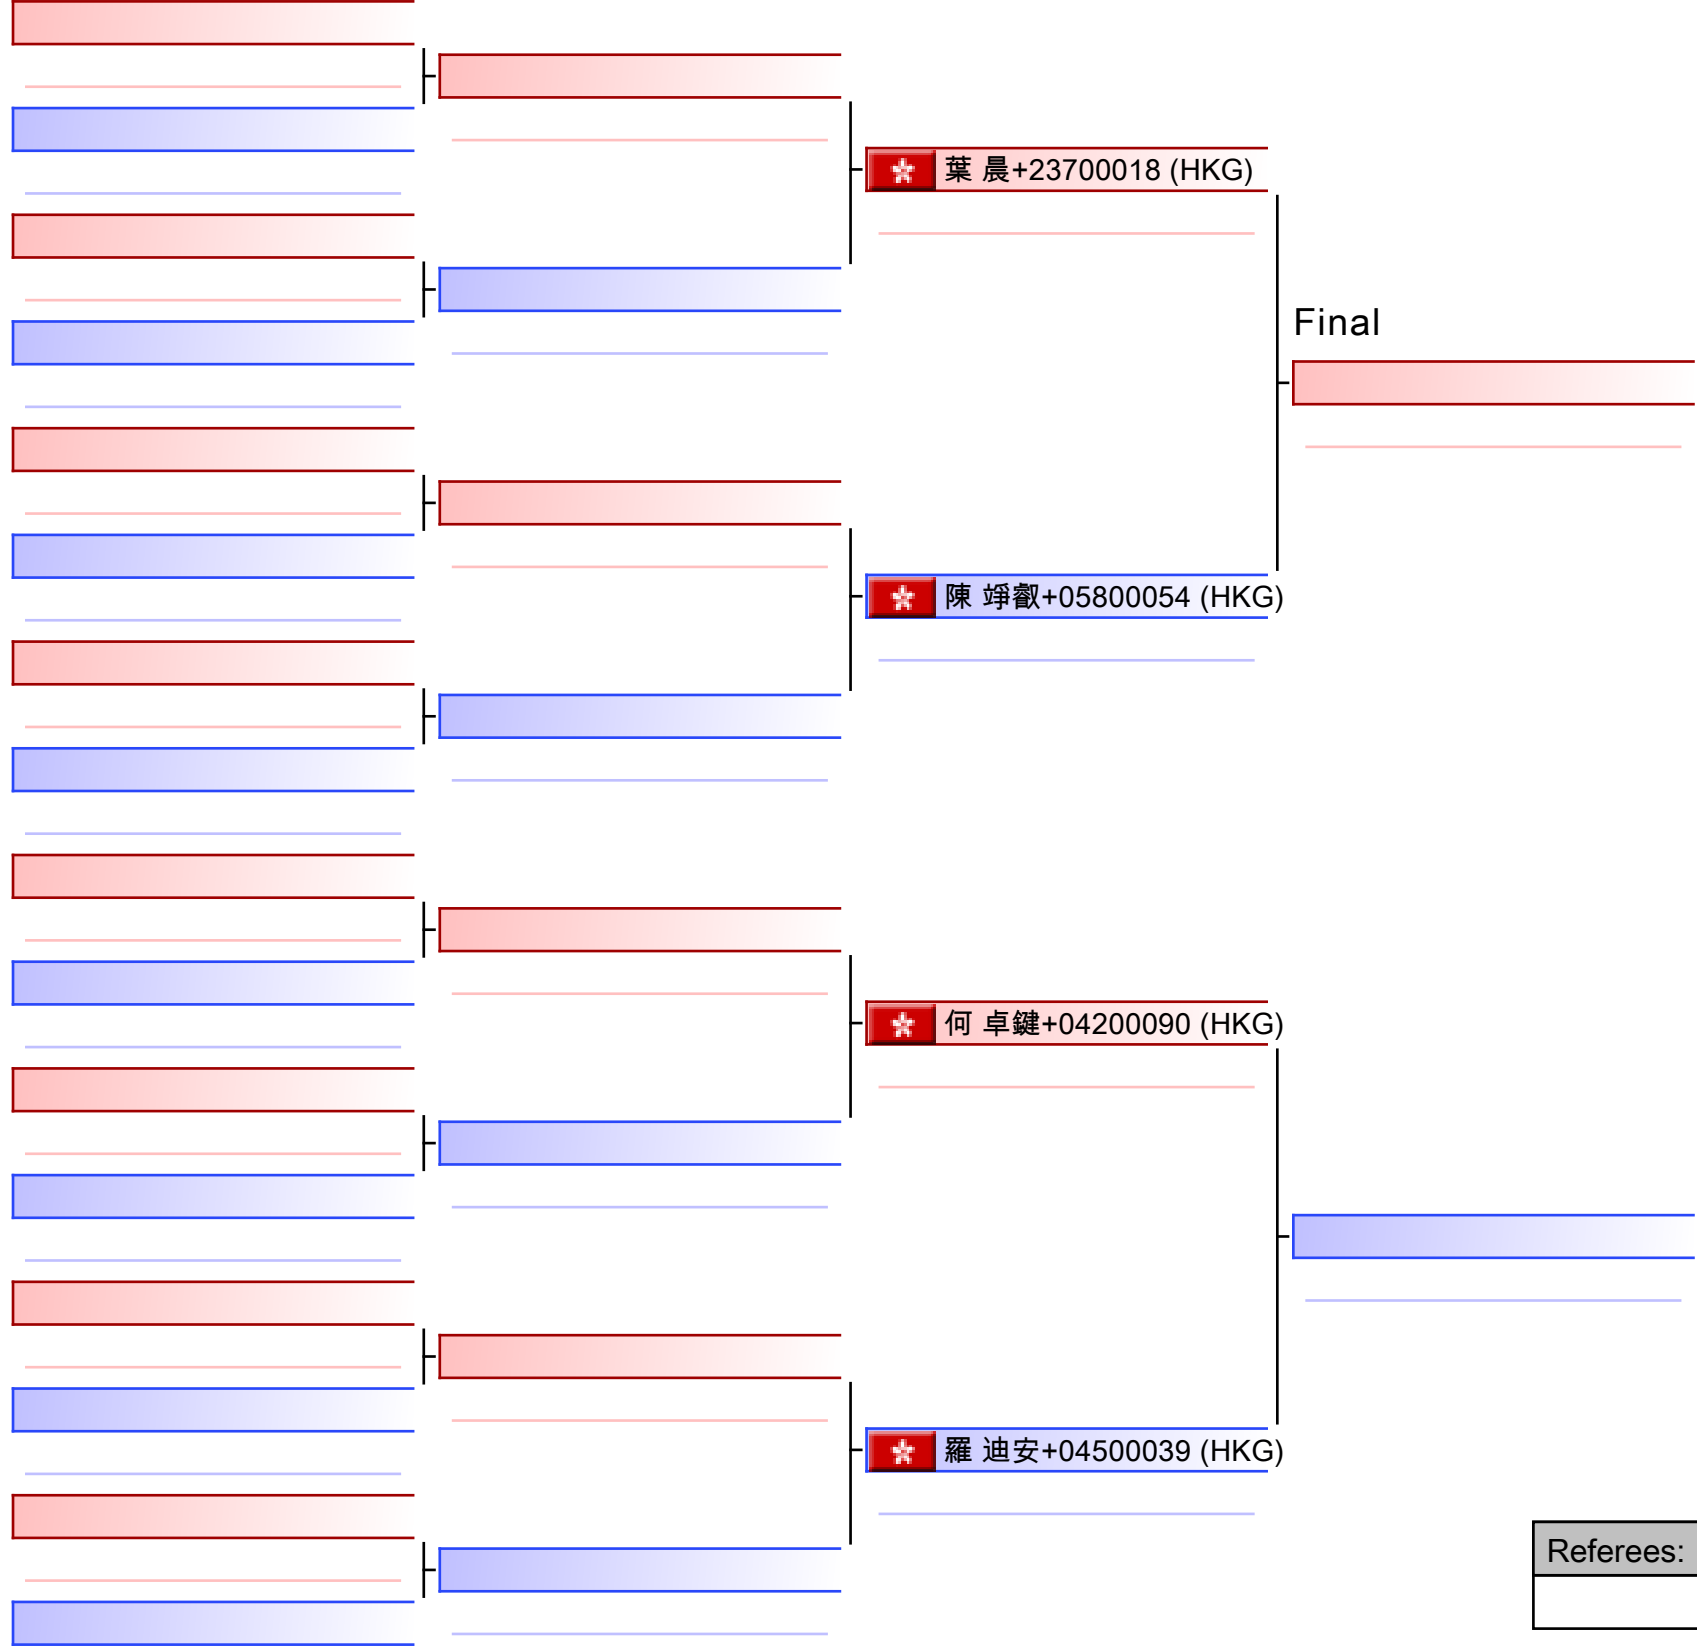 葉 晨+23700018 (HKG)
Final
陳 竫叡+05800054 (HKG)
何 卓鍵+04200090 (HKG)
羅 迪安+04500039 (HKG)
Referees: